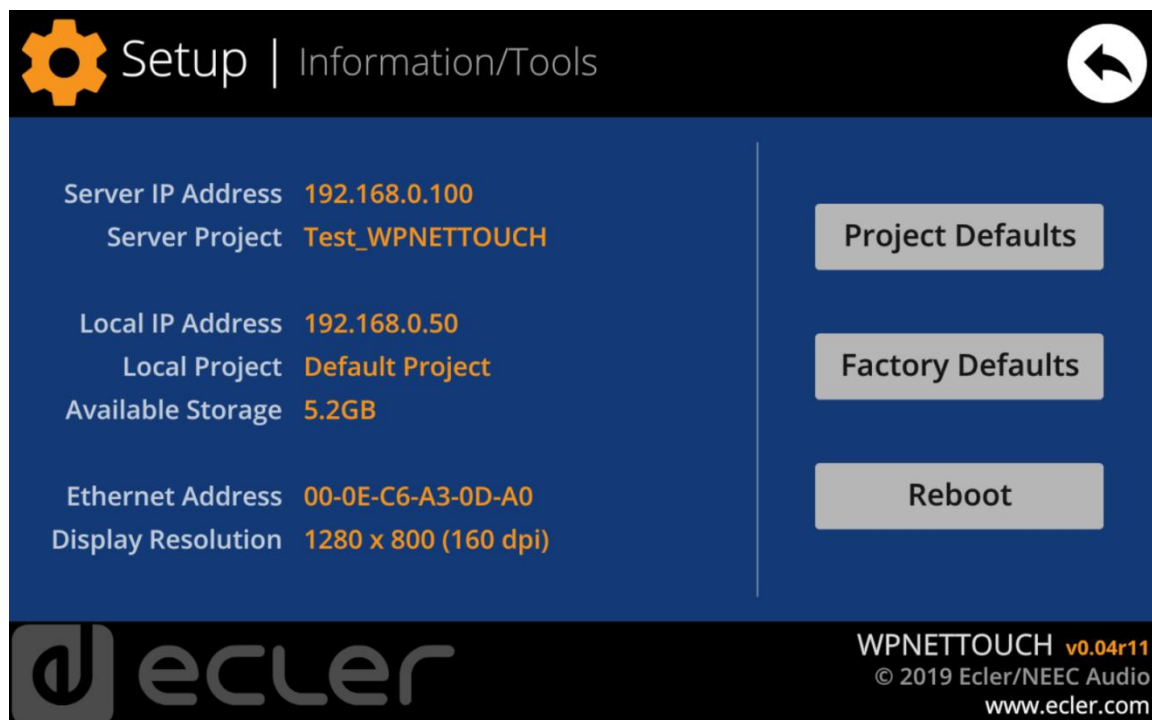 Setup | Information/Tools
Server IP Address 192.168.0.100
Server Project Test_WPNETTOUCH
Local IP Address 192.168.0.50
Local Project Default Project
Available Storage 5.2GB
Ethernet Address 00-0E-C6-A3-0D-A0
Display Resolution 1280 x 800 (160 dpi)
Project Defaults
Factory Defaults
Reboot
ecler
WPNETTOUCH v0.04r11
© 2019 Ecler/NEEC Audio
www.ecler.com